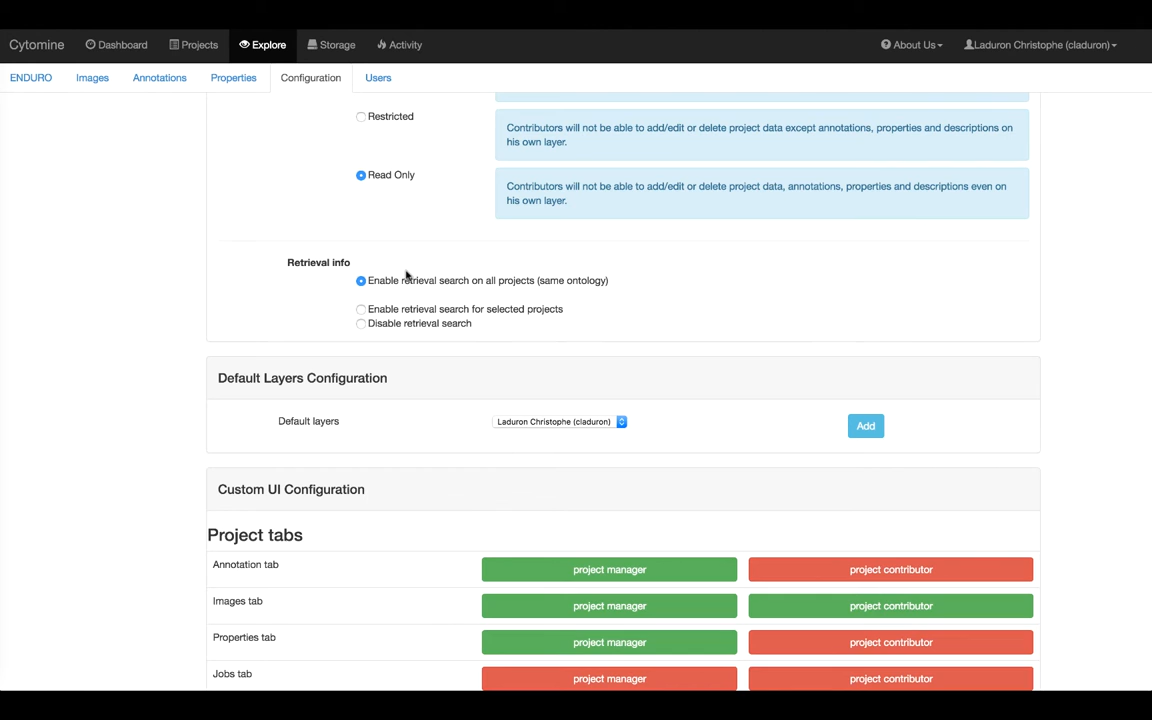 Cytomine Dashboard Projects Explore Storage Activity About Us Laduron Christophe (claduron)
ENDURO Images Annotations Properties Configuration Users
Restricted
Contributors will not be able to add/edit or delete project data except annotations, properties and descriptions on
his own layer.
Read Only
Contributors will not be able to add/edit or delete project data, annotations, properties and descriptions even on
his own layer.
Retrieval info
Enable retrieval search on all projects (same ontology)
Enable retrieval search for selected projects
Disable retrieval search
Default Layers Configuration
Default layers Laduron Christophe (claduron) Add
Custom UI Configuration
Project tabs
Annotation tab project manager project contributor
Images tab project manager project contributor
Properties tab project manager project contributor
Jobs tab project manager project contributor